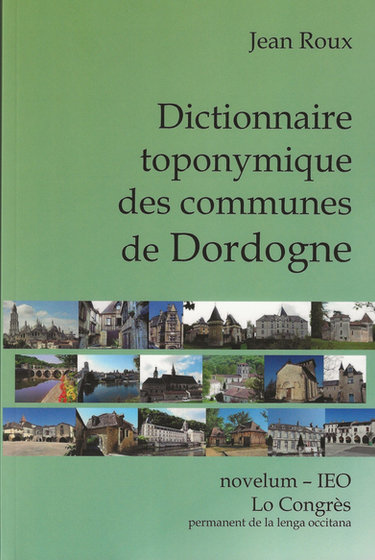 Jean Roux
Dictionnaire
toponymique
des communes
de Dordogne
novelum – IEO
Lo Congrès
permanent de la lenga occitana